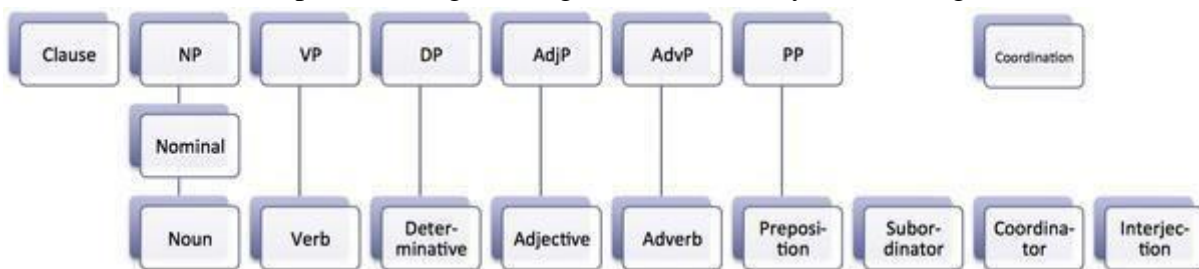 Clause NP VP DP AdjP AdvP PP Coordination
Nominal
Noun Verb Deter-
minative Adjective Adverb Preposi-
tion Subor-
dinator Coordina-
tor Interjec-
tion